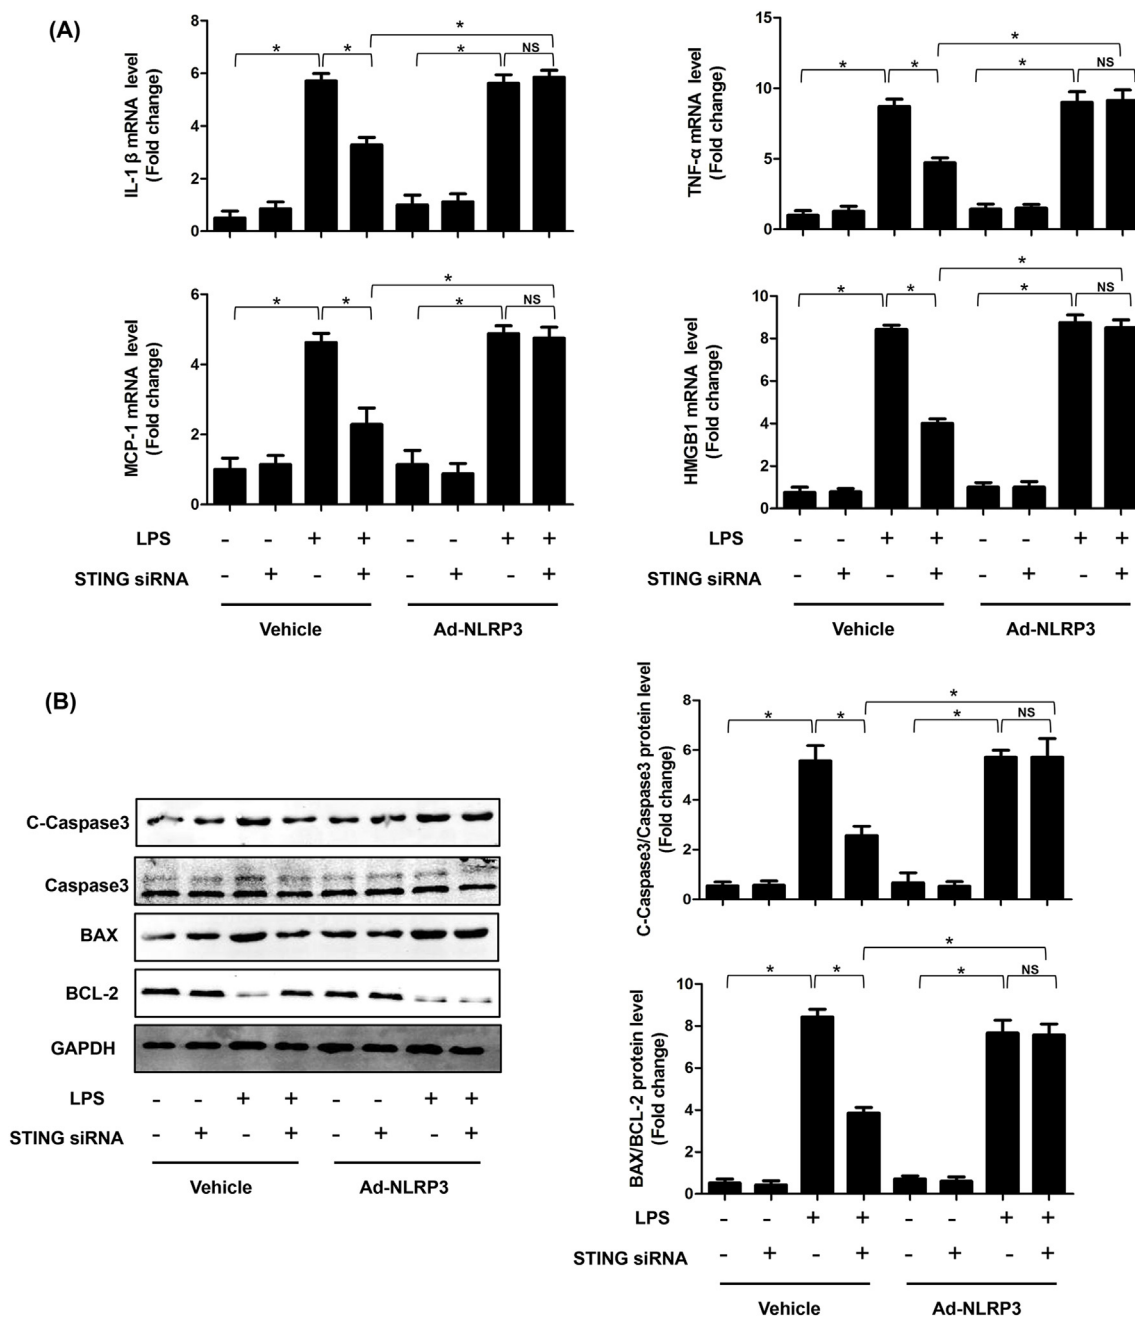 (A)
IL-1 β mRNA level
(Fold change)
8
6
4
2
0
* * * * NS
TNF-α mRNA level
(Fold change)
15
10
5
0
* * * * NS
MCP-1 mRNA level
(Fold change)
6
4
2
0
* * * * NS
HMGB1 mRNA level
(Fold change)
10
8
6
4
2
0
* * * * NS
LPS - - + + - - + +
STING siRNA - + - + - + - +
Vehicle Ad-NLRP3
LPS - - + + - - + +
STING siRNA - + - + - + - +
Vehicle Ad-NLRP3
(B)
C-Caspase3
Caspase3
BAX
BCL-2
GAPDH
LPS - - + + - - + +
STING siRNA - + - + - + - +
Vehicle Ad-NLRP3
C-Caspase3/Caspase3 protein level
(Fold change)
8
6
4
2
0
* * * * NS
BAX/BCL-2 protein level
(Fold change)
10
8
6
4
2
0
* * * * NS
LPS - - + + - - + +
STING siRNA - + - + - + - +
Vehicle Ad-NLRP3